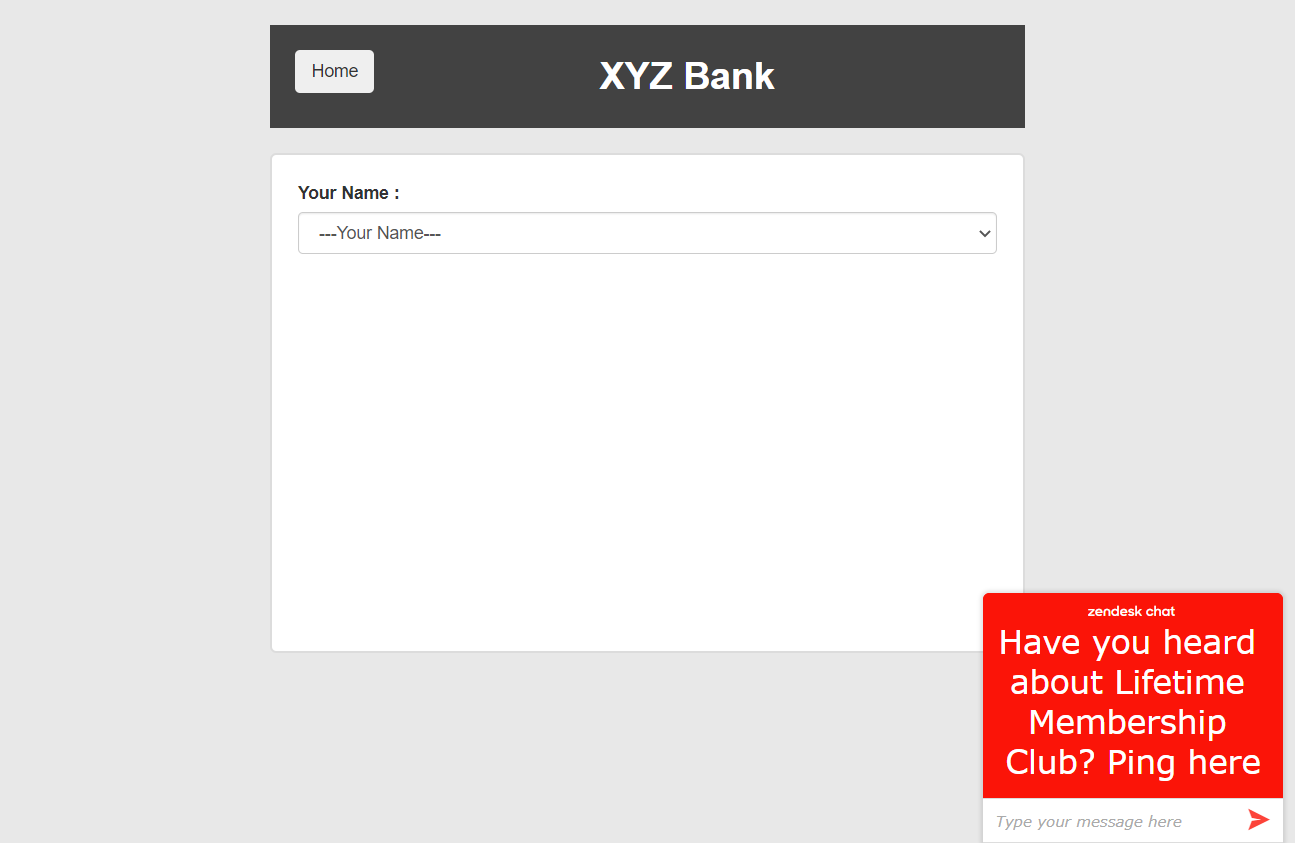 Home
XYZ Bank
Your Name :
---Your Name---
zendesk chat
Have you heard
about Lifetime
Membership
Club? Ping here
Type your message here